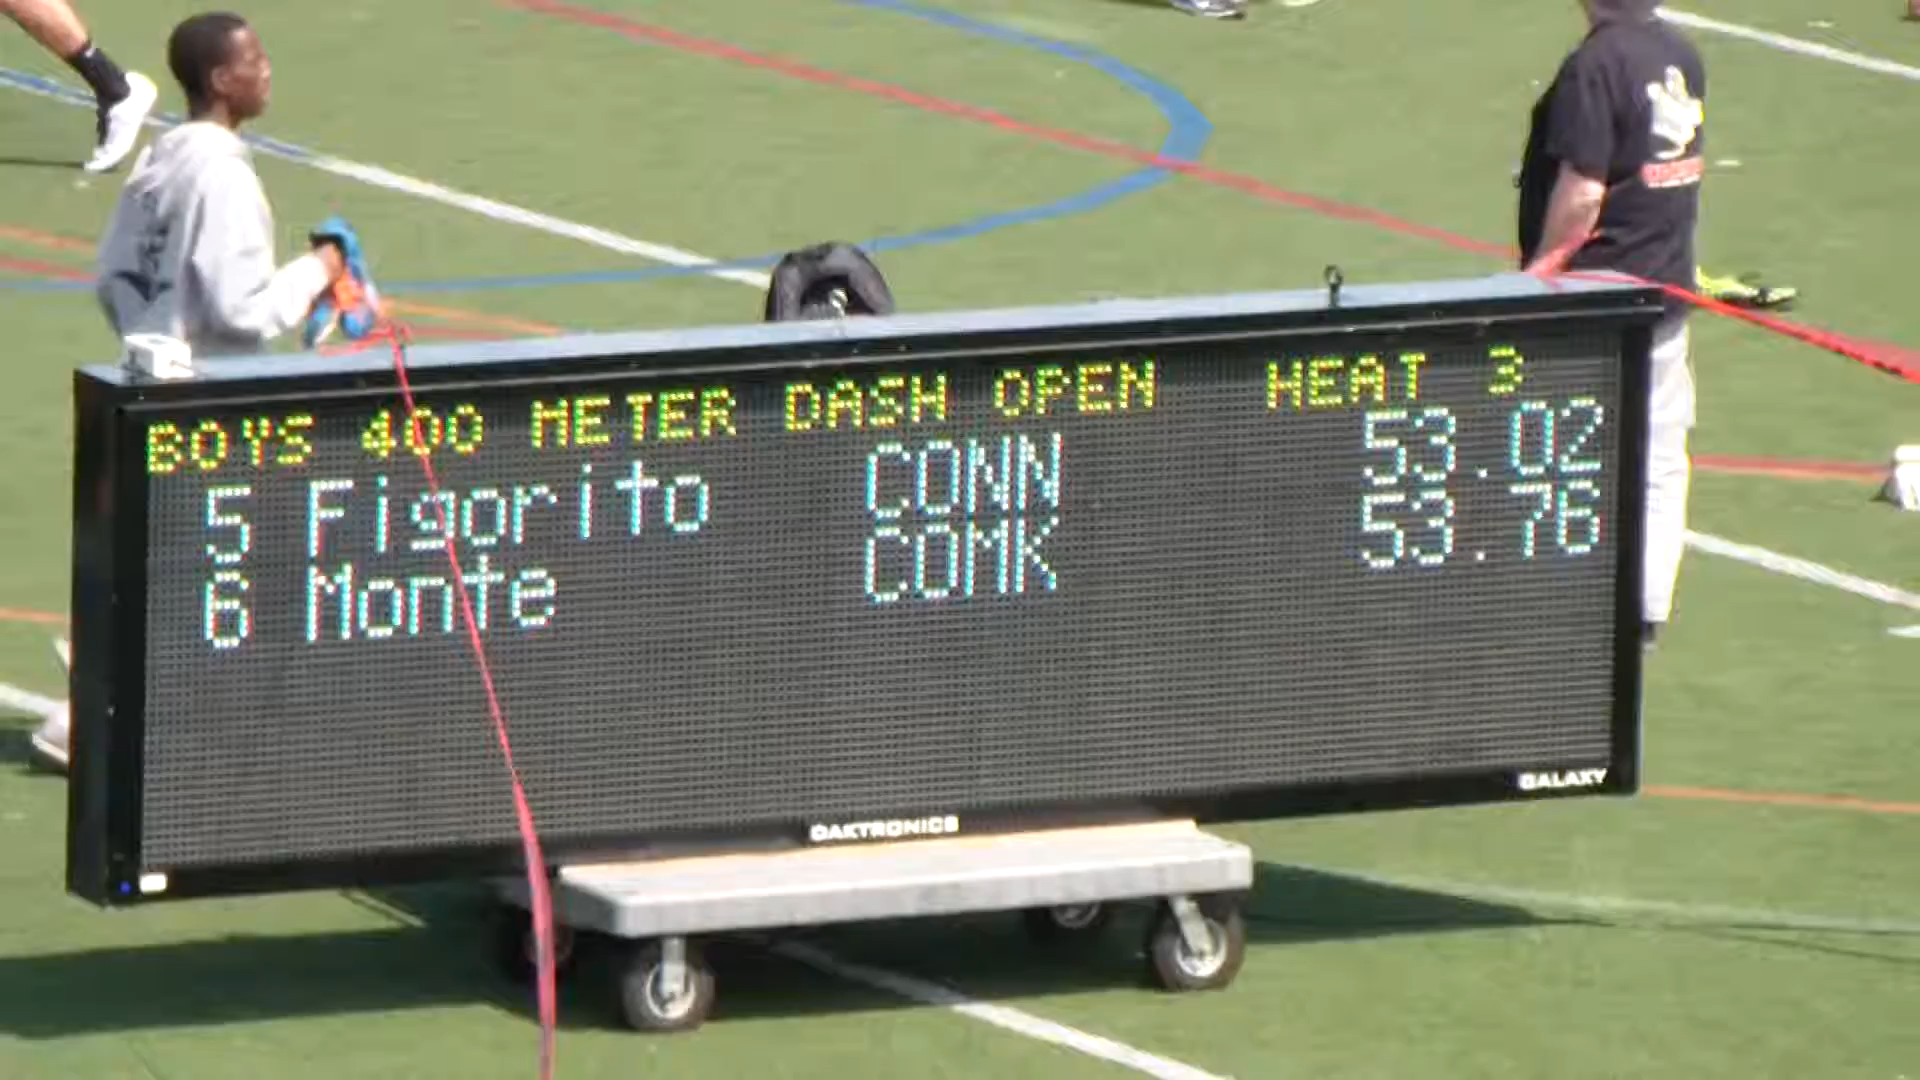 BOYS 400 METER DASH OPEN HEAT 3
5 Figorito CONN 53.02
6 Monte COMK 53.76
GALAXY
DAKTRONICS